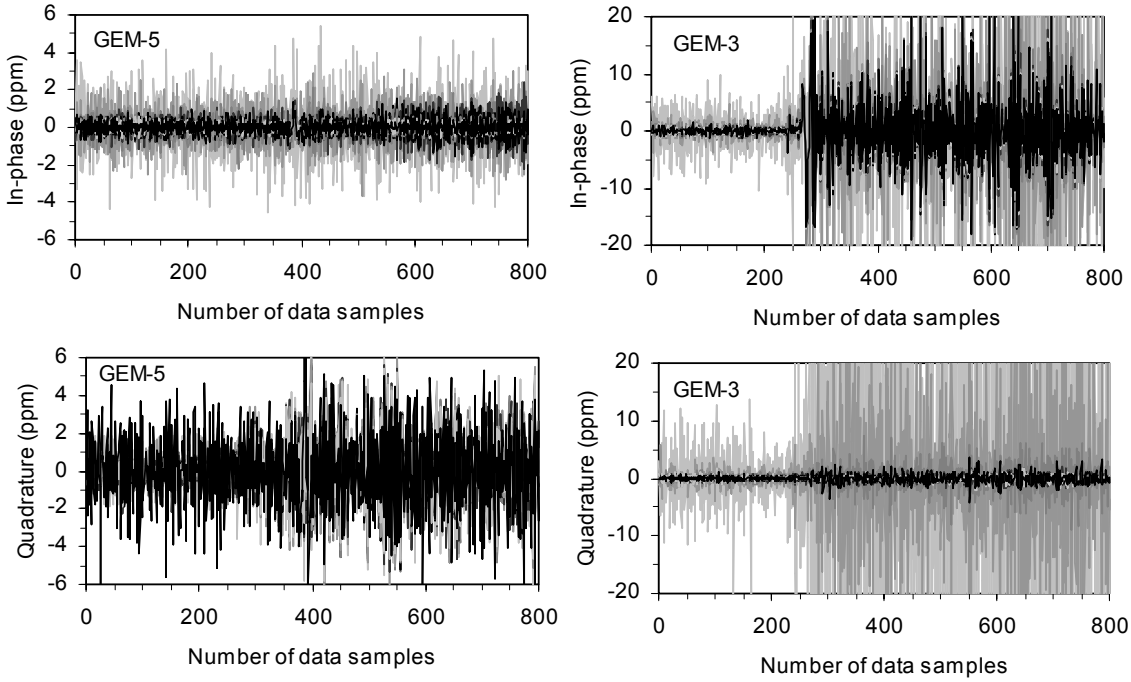 GEM-5
In-phase (ppm)
6
4
2
0
-2
-4
-6
0 200 400 600 800
Number of data samples
GEM-3
In-phase (ppm)
20
10
0
-10
-20
0 200 400 600 800
Number of data samples
GEM-5
Quadrature (ppm)
6
4
2
0
-2
-4
-6
0 200 400 600 800
Number of data samples
GEM-3
Quadrature (ppm)
20
10
0
-10
-20
0 200 400 600 800
Number of data samples